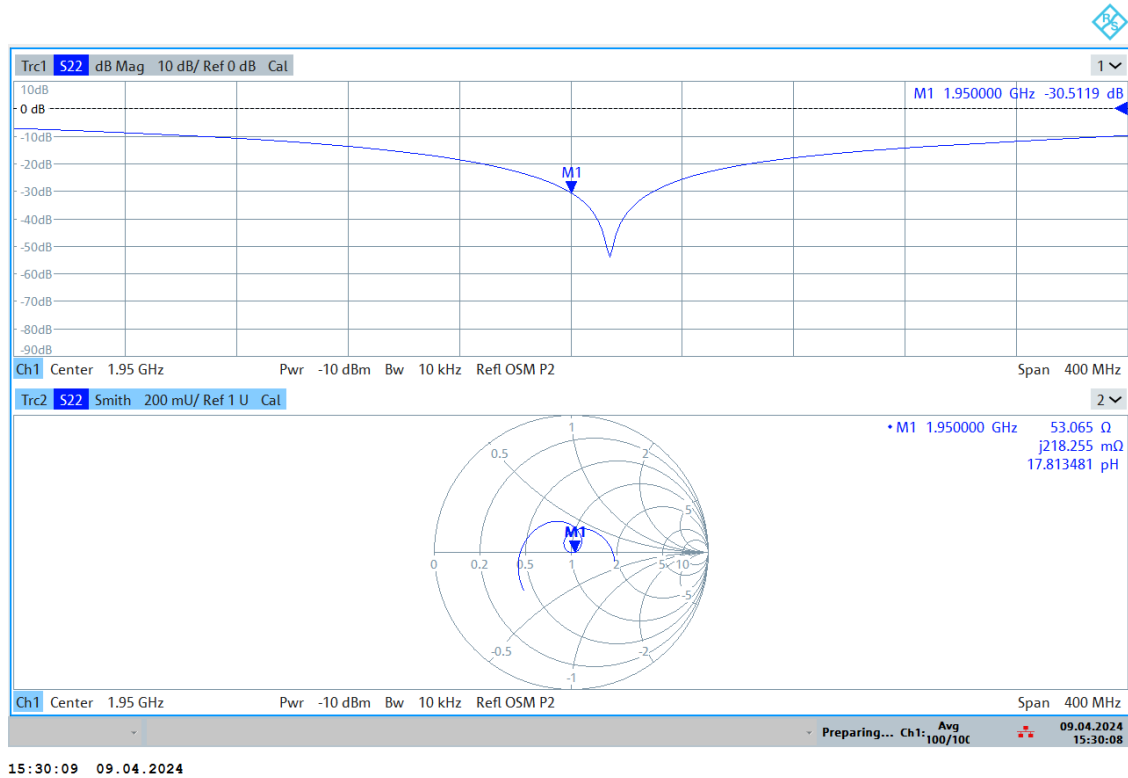 R&S
Trc1 S22 dB Mag 10 dB/ Ref 0 dB Cal 1
10dB
0 dB
-10dB
-20dB
-30dB
-40dB
-50dB
-60dB
-70dB
-80dB
-90dB
M1 1.950000 GHz -30.5119 dB
M1
Ch1 Center 1.95 GHz Pwr -10 dBm Bw 10 kHz Refl OSM P2 Span 400 MHz
Trc2 S22 Smith 200 mU/ Ref 1 U Cal 2
M1 1.950000 GHz 53.065 Ω
j218.255 mΩ
17.813481 pH
1
0.5 2
5
M1
0 0.2 0.5 1 2 5 10
-5
-0.5 -2
-1
Ch1 Center 1.95 GHz Pwr -10 dBm Bw 10 kHz Refl OSM P2 Span 400 MHz
Preparing... Ch1: Avg 09.04.2024
100/100 15:30:08
15:30:09 09.04.2024